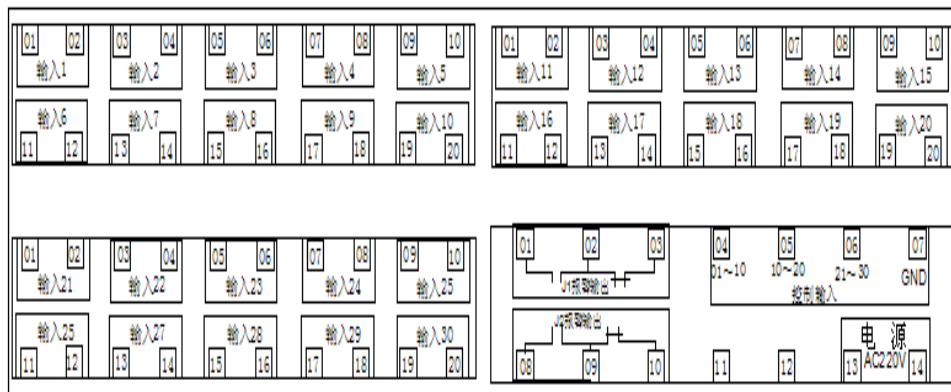 01 02 03 04 05 06 07 08 09 10
输入1 输入2 输入3 输入4 输入5
输入6 输入7 输入8 输入9 输入10
11 12 13 14 15 16 17 18 19 20
01 02 03 04 05 06 07 08 09 10
输入11 输入12 输入13 输入14 输入15
输入16 输入17 输入18 输入19 输入20
11 12 13 14 15 16 17 18 19 20
01 02 03 04 05 06 07 08 09 10
输入21 输入22 输入23 输入24 输入25
输入25 输入27 输入28 输入29 输入30
11 12 13 14 15 16 17 18 19 20
01 02 03 04 05 06 07
01~10 10~20 21~30 GND
J1报警输出 控制输入
J2报警输出
电 源
AC220V
08 09 10 11 12 13 14